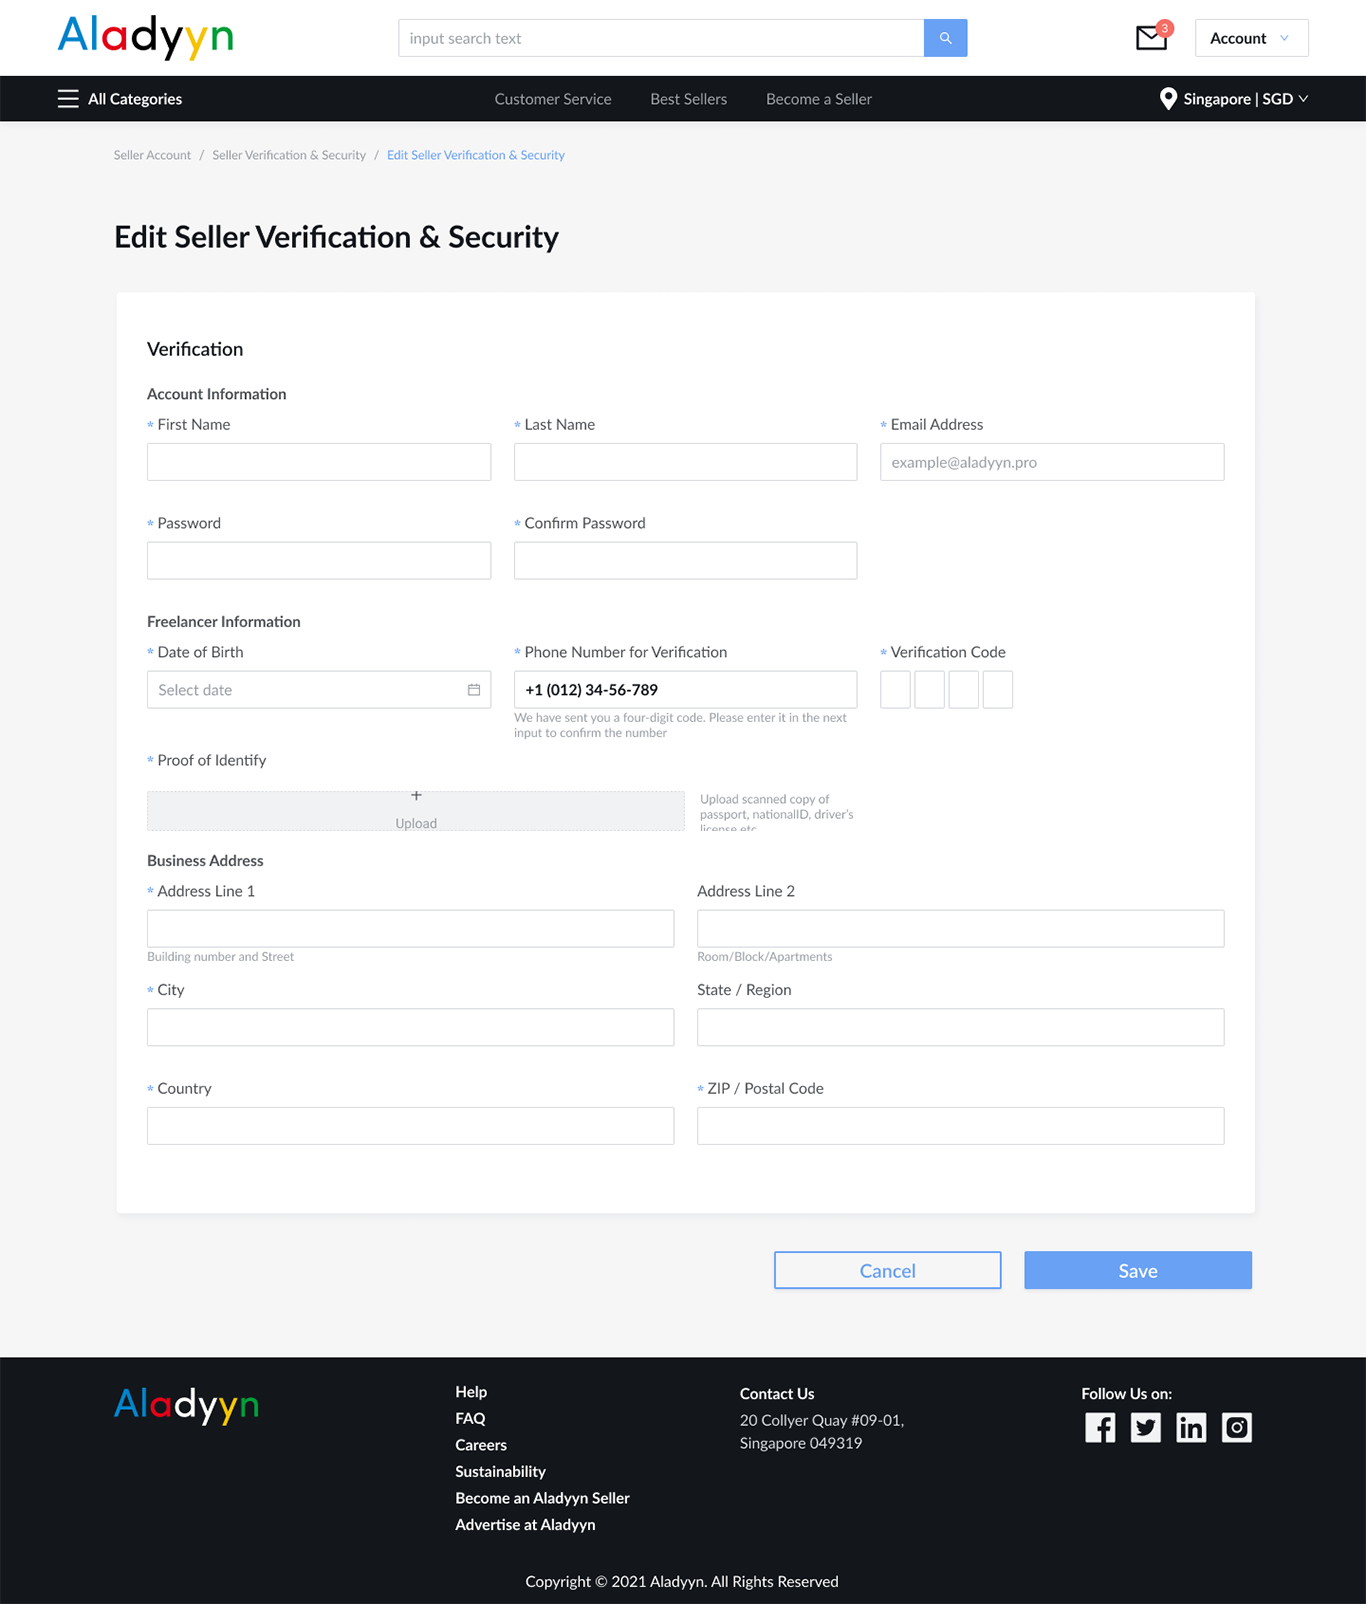 Aladyyn
input search text
3
Account
All Categories
Customer Service
Best Sellers
Become a Seller
Singapore | SGD
Seller Account / Seller Verification & Security / Edit Seller Verification & Security
Edit Seller Verification & Security
Verification
Account Information
* First Name
* Last Name
* Email Address
example@aladyyn.pro
* Password
* Confirm Password
Freelancer Information
* Date of Birth
* Phone Number for Verification
* Verification Code
Select date
+1 (012) 34-56-789
We have sent you a four-digit code. Please enter it in the next
input to confirm the number
* Proof of Identify
+
Upload
Upload scanned copy of
passport, nationalID, driver's
license etc
Business Address
* Address Line 1
Address Line 2
Building number and Street
Room/Block/Apartments
* City
State / Region
* Country
* ZIP / Postal Code
Cancel
Save
Aladyyn
Help
FAQ
Careers
Sustainability
Become an Aladyyn Seller
Advertise at Aladyyn
Contact Us
20 Collyer Quay #09-01,
Singapore 049319
Follow Us on:
Copyright © 2021 Aladyyn. All Rights Reserved